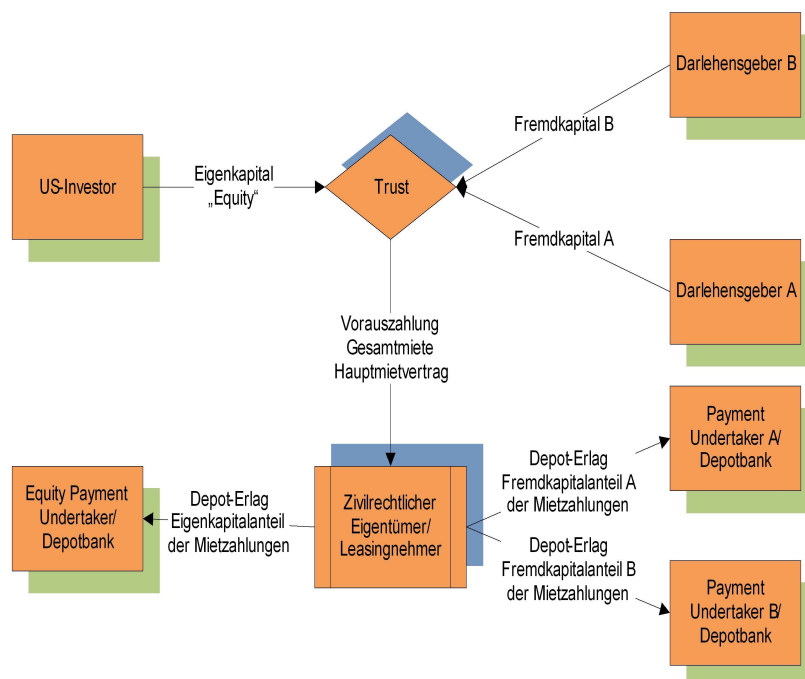 Darlehensgeber B
Fremdkapital B
US-Investor
Eigenkapital
„Equity“
Trust
Fremdkapital A
Darlehensgeber A
Vorauszahlung
Gesamtmiete
Hauptmietvertrag
Payment
Undertaker A/
Depotbank
Depot-Erlag
Fremdkapitalanteil A
der Mietzahlungen
Equity Payment
Undertaker/
Depotbank
Depot-Erlag
Eigenkapitalanteil
der Mietzahlungen
Zivilrechtlicher
Eigentümer/
Leasingnehmer
Depot-Erlag
Fremdkapitalanteil B
der Mietzahlungen
Payment
Undertaker B/
Depotbank